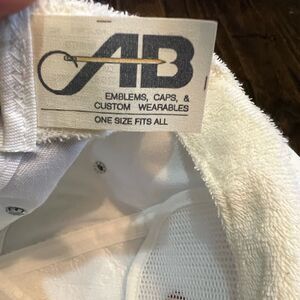 AB
EMBLEMS, CAPS, &
CUSTOM WEARABLES
ONE SIZE FITS ALL